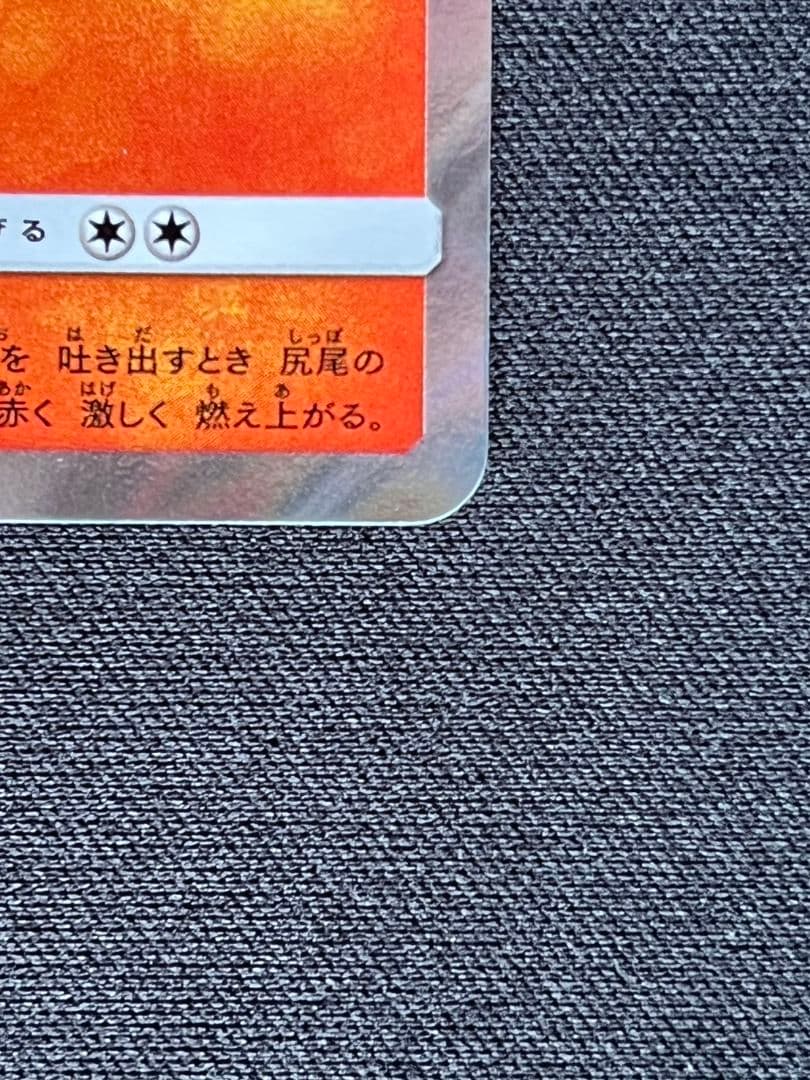 げる
を 吐き出すとき 尻尾の
赤く 激しく 燃え上がる。